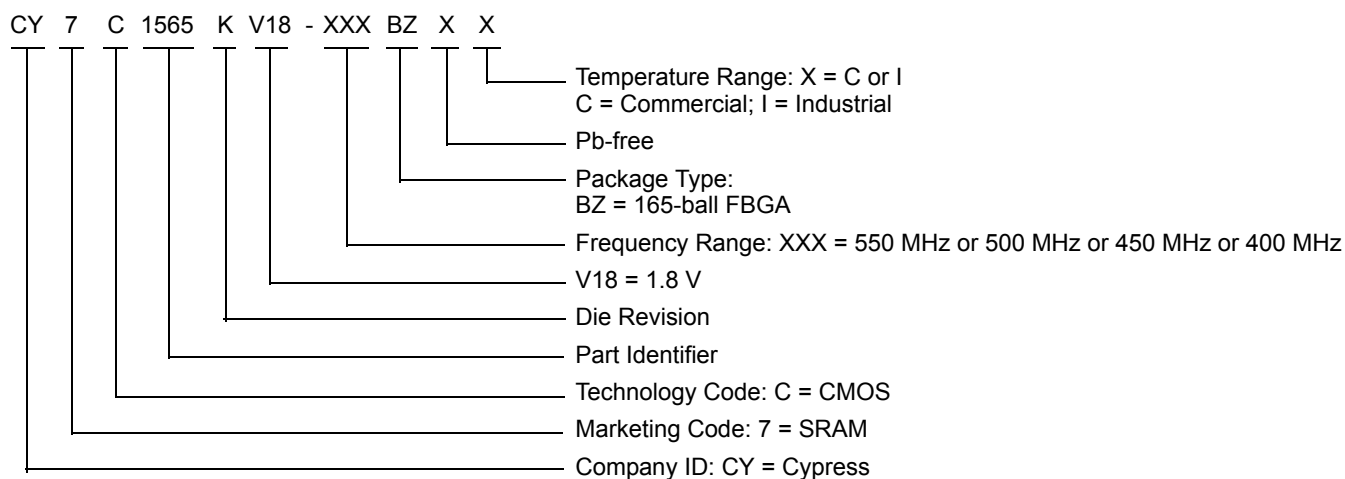 CY 7 C 1565 K V18 - XXX BZ X X
Temperature Range: X = C or I
C = Commercial; I = Industrial
Pb-free
Package Type:
BZ = 165-ball FBGA
Frequency Range: XXX = 550 MHz or 500 MHz or 450 MHz or 400 MHz
V18 = 1.8 V
Die Revision
Part Identifier
Technology Code: C = CMOS
Marketing Code: 7 = SRAM
Company ID: CY = Cypress